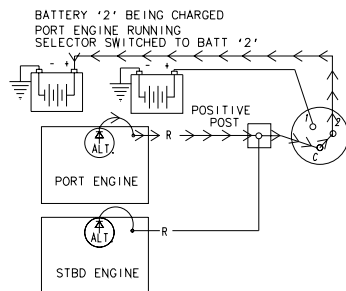 BATTERY '2' BEING CHARGED
PORT ENGINE RUNNING
SELECTOR SWITCHED TO BATT '2'
- +
- +
POSITIVE
POST
1
2
C
R
ALT.
PORT ENGINE
ALT.
R
STBD ENGINE